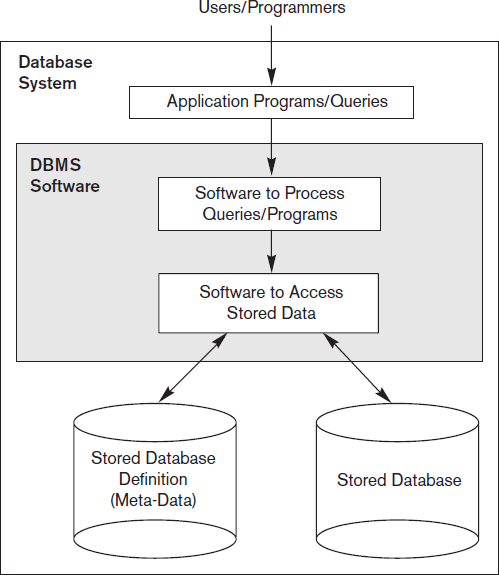 Users/Programmers
Database
System
Application Programs/Queries
DBMS
Software
Software to Process
Queries/Programs
Software to Access
Stored Data
Stored Database
Definition
(Meta-Data)
Stored Database